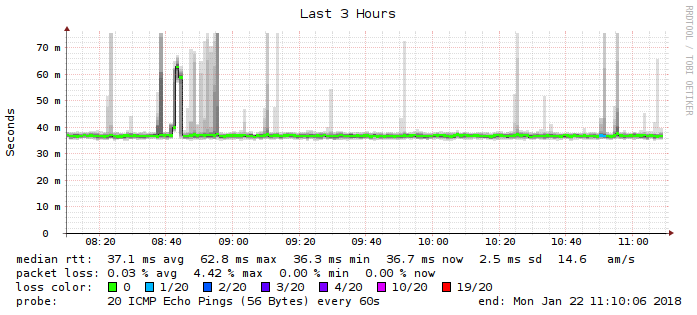 Last 3 Hours
RRDTOOL / TOBI OETIKER
Seconds
70 m
60 m
50 m
40 m
30 m
20 m
10 m
0
08:20 08:40 09:00 09:20 09:40 10:00 10:20 10:40 11:00
median rtt: 37.1 ms avg 62.8 ms max 36.3 ms min 36.7 ms now 2.5 ms sd 14.6 am/s
packet loss: 0.03 % avg 4.42 % max 0.00 % min 0.00 % now
loss color: 0 1/20 2/20 3/20 4/20 10/20 19/20
probe: 20 ICMP Echo Pings (56 Bytes) every 60s end: Mon Jan 22 11:10:06 2018